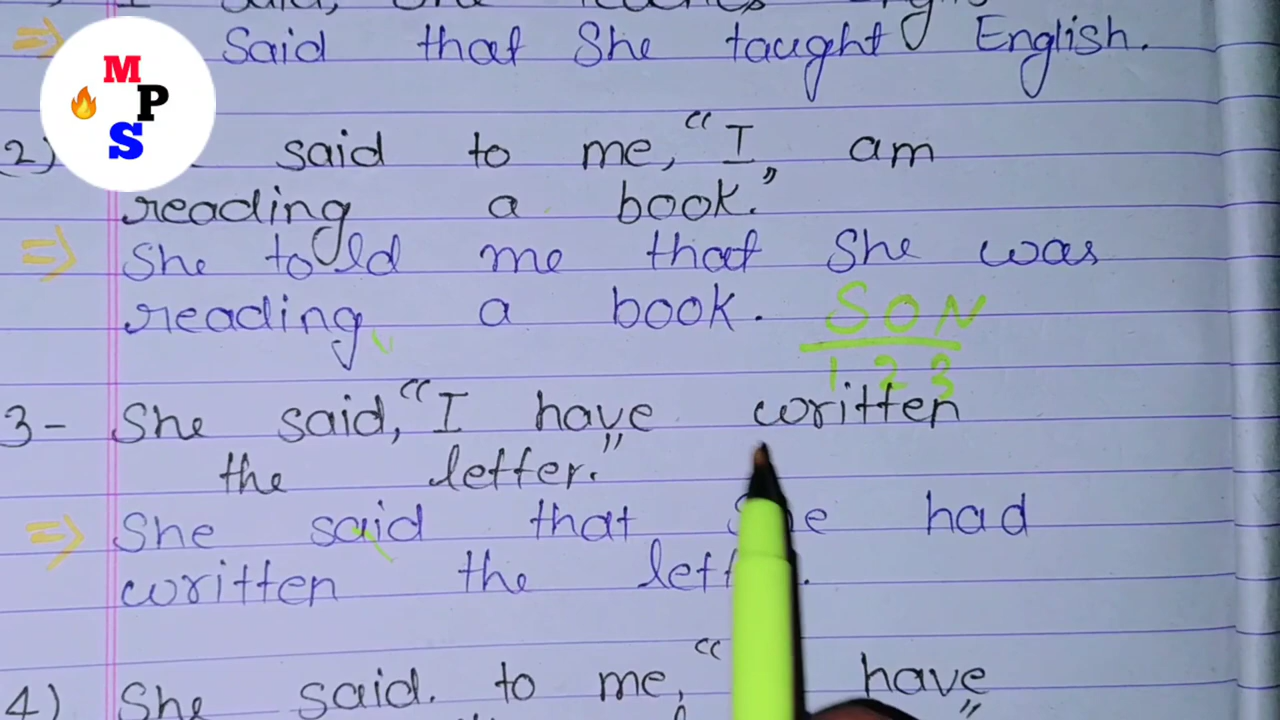 said that She taught English.
M
P
S
2) said to me, "I am
reading a book."
⇒ She told me that She was
reading a book. SON
1 2 3
3- She said, "I have written
the letter."
⇒ She said that She had
written the
4) She said. to me, " have